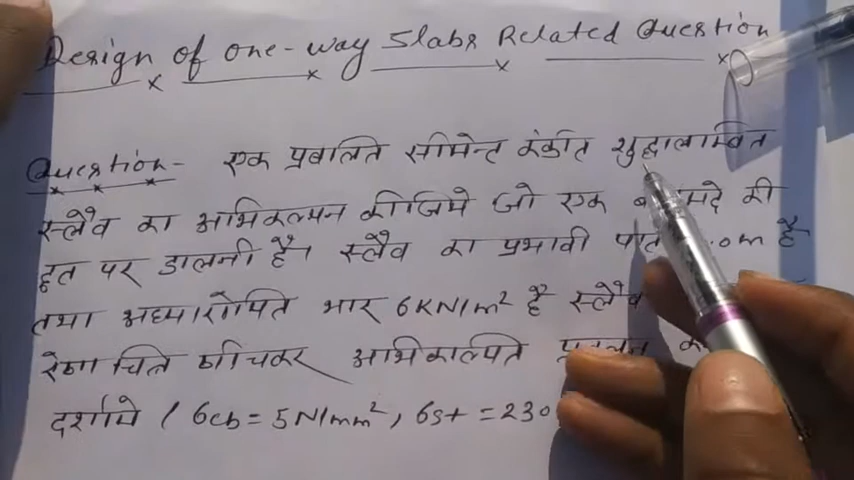 Design of one-way Slabs Related Question
Question- एक प्रबलित सीमेन्ट कंक्रीत शुद्धालम्बित
स्लैव का अभिकल्पन कीजिये जो एक की
छत पर डालनी है। स्लैव का प्रभावी है
तथा अध्यारोपित भार 6KN/m² है स्लैव
रेखा चित्र खीचकर अभिकल्पित
दर्शाये ( 6cb = 5N/mm², 6st = 230